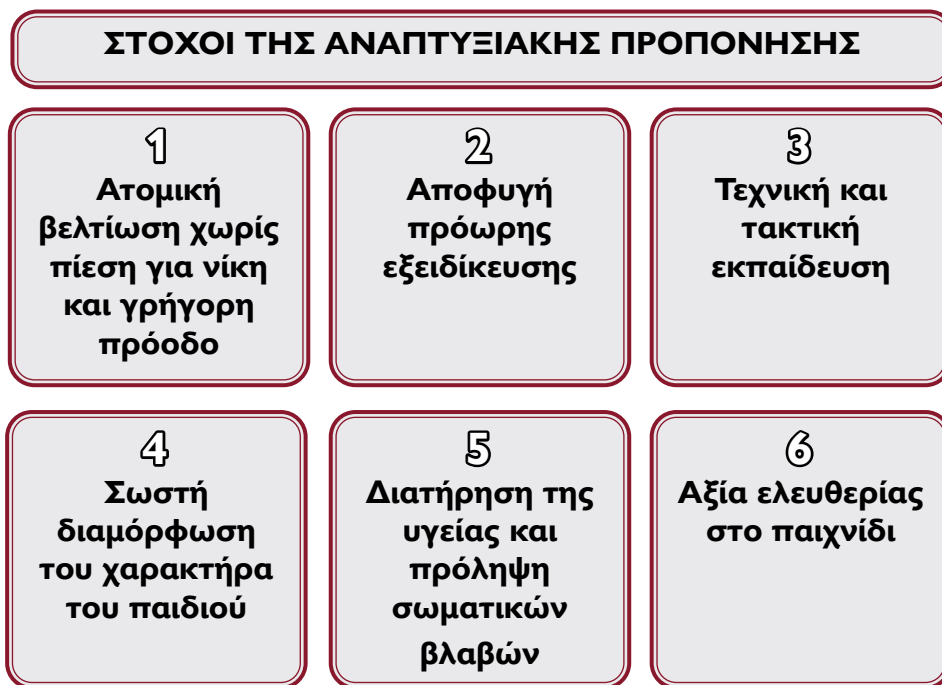 ΣΤΟΧΟΙ ΤΗΣ ΑΝΑΠΤΥΞΙΑΚΗΣ ΠΡΟΠΟΝΗΣΗΣ
1
Ατομική
βελτίωση χωρίς
πίεση για νίκη
και γρήγορη
πρόοδο
2
Αποφυγή
πρόωρης
εξειδίκευσης
3
Τεχνική και
τακτική
εκπαίδευση
4
Σωστή
διαμόρφωση
του χαρακτήρα
του παιδιού
5
Διατήρηση της
υγείας και
πρόληψη
σωματικών
βλαβών
6
Αξία ελευθερίας
στο παιχνίδι